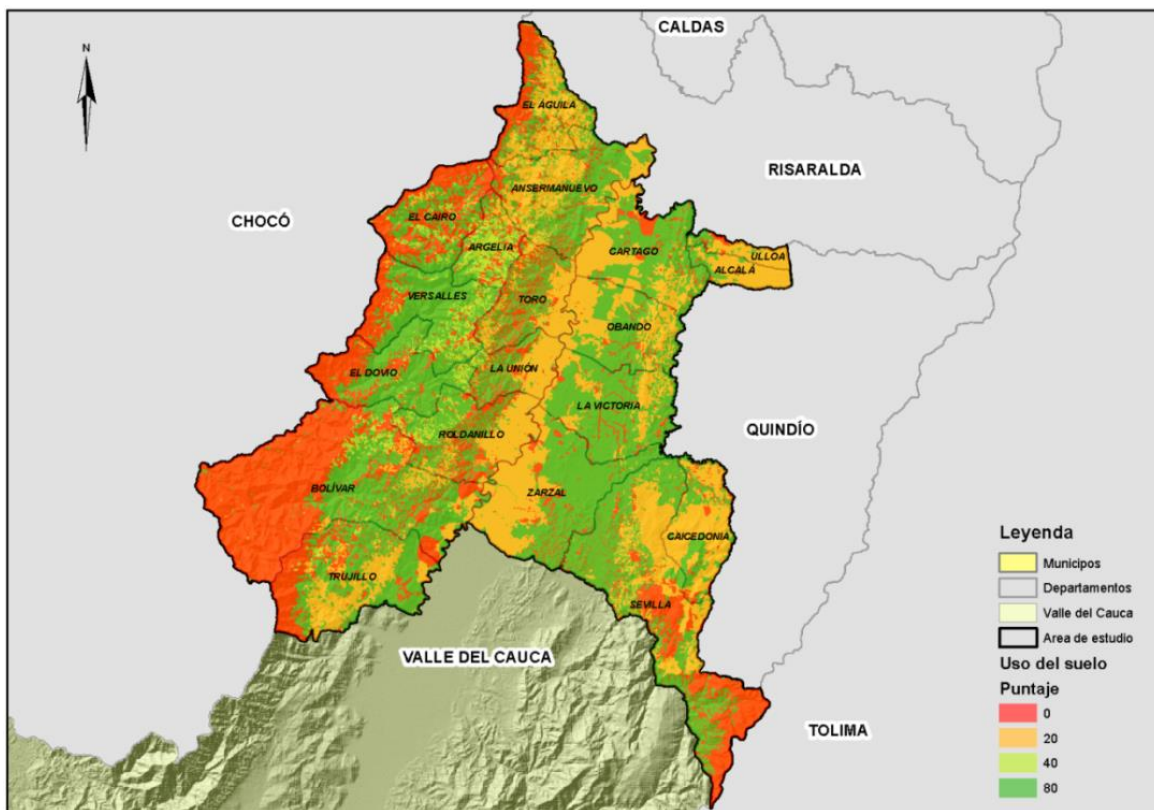 CALDAS
N
EL ÁGUILA
RISARALDA
ANSERMANUEVO
CHOCÓ
EL CAIRO
ARGELIA
CARTAGO
ULLOA
ALCALÁ
VERSALLES
TORO
OBANDO
EL DOVIO
LA UNIÓN
LA VICTORIA
QUINDÍO
ROLDANILLO
BOLÍVAR
ZARZAL
CAICEDONIA
TRUJILLO
SEVILLA
VALLE DEL CAUCA
TOLIMA
Leyenda
Municipos
Departamentos
Valle del Cauca
Area de estudio
Uso del suelo
Puntaje
0
20
40
80